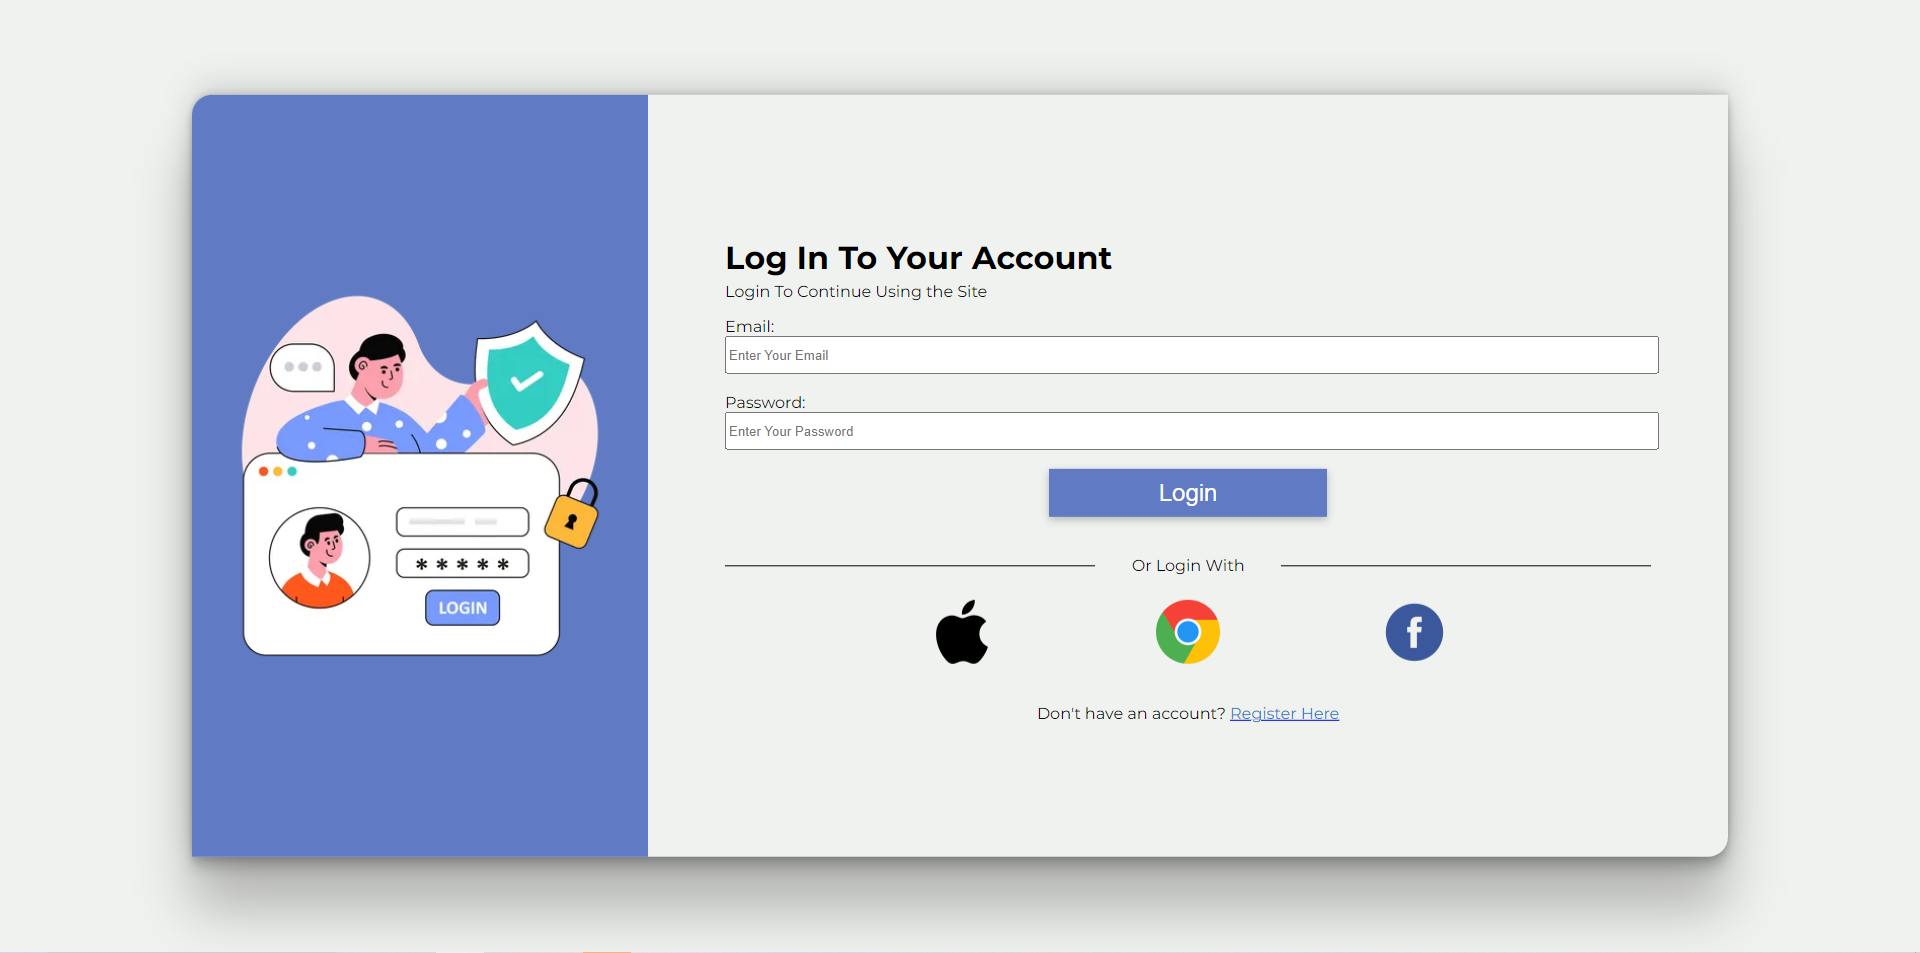 Log In To Your Account
Login To Continue Using the Site
Email:
Enter Your Email
Password:
Enter Your Password
Login
Or Login With
f
Don't have an account? Register Here
*****
LOGIN